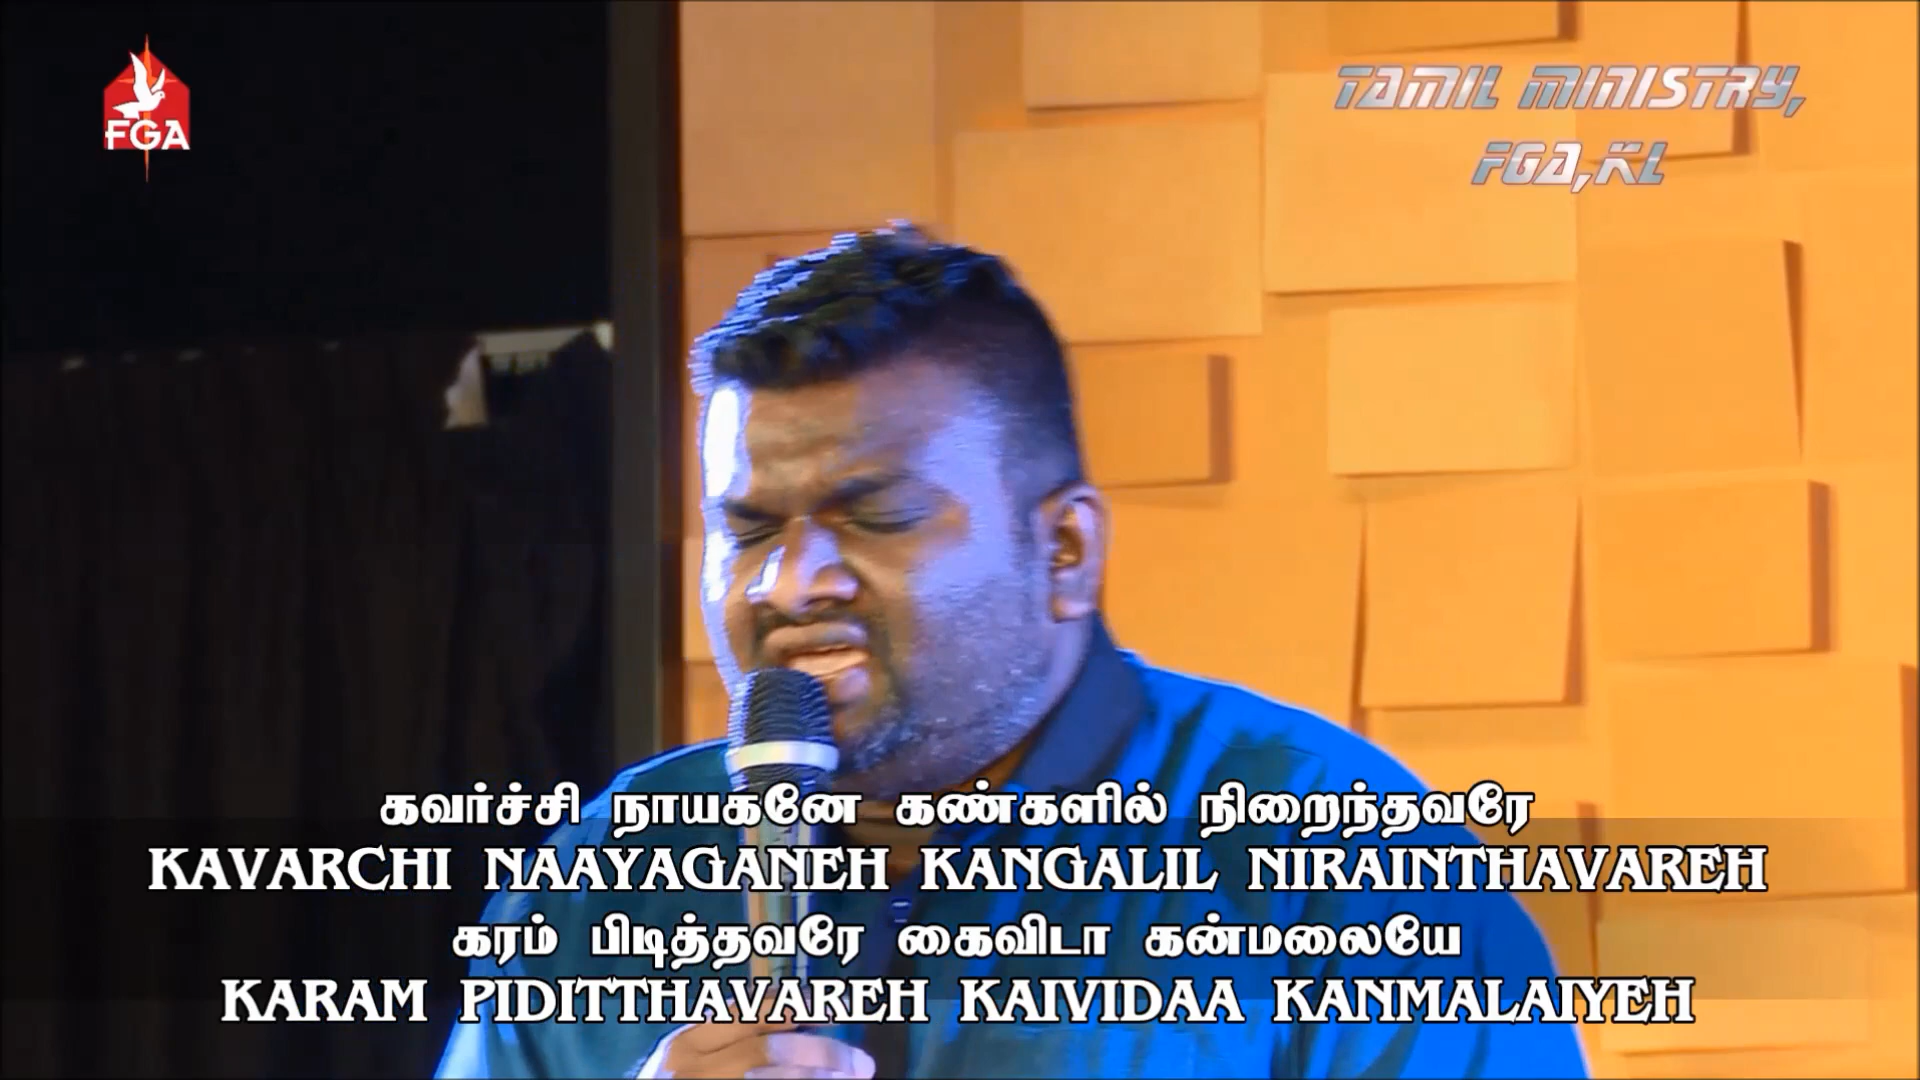 FGA
TAMIL MINISTRY,
FGA,KL
கவர்ச்சி நாயகனே கண்களில் நிறைந்தவரே
KAVARCHI NAAYAGANEH KANGALIL NIRAINTHAVAREH
கரம் பிடித்தவரே கைவிடா கன்மலையே
KARAM PIDITTHAVAREH KAIVIDAA KANMALAIYEH